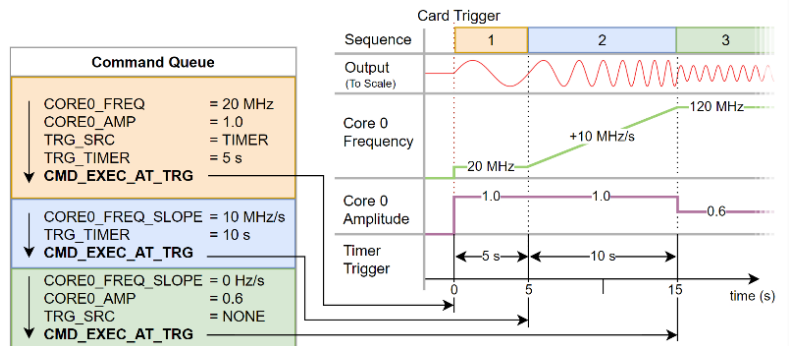 Card Trigger
Sequence 1 2 3
Output
(To Scale)
Core 0
Frequency
20 MHz
+10 MHz/s
120 MHz
Core 0
Amplitude
1.0
1.0
0.6
Timer
Trigger
5 s
10 s
0 5 15
time (s)
Command Queue
CORE0_FREQ = 20 MHz
CORE0_AMP = 1.0
TRG_SRC = TIMER
TRG_TIMER = 5 s
CMD_EXEC_AT_TRG
CORE0_FREQ_SLOPE = 10 MHz/s
TRG_TIMER = 10 s
CMD_EXEC_AT_TRG
CORE0_FREQ_SLOPE = 0 Hz/s
CORE0_AMP = 0.6
TRG_SRC = NONE
CMD_EXEC_AT_TRG